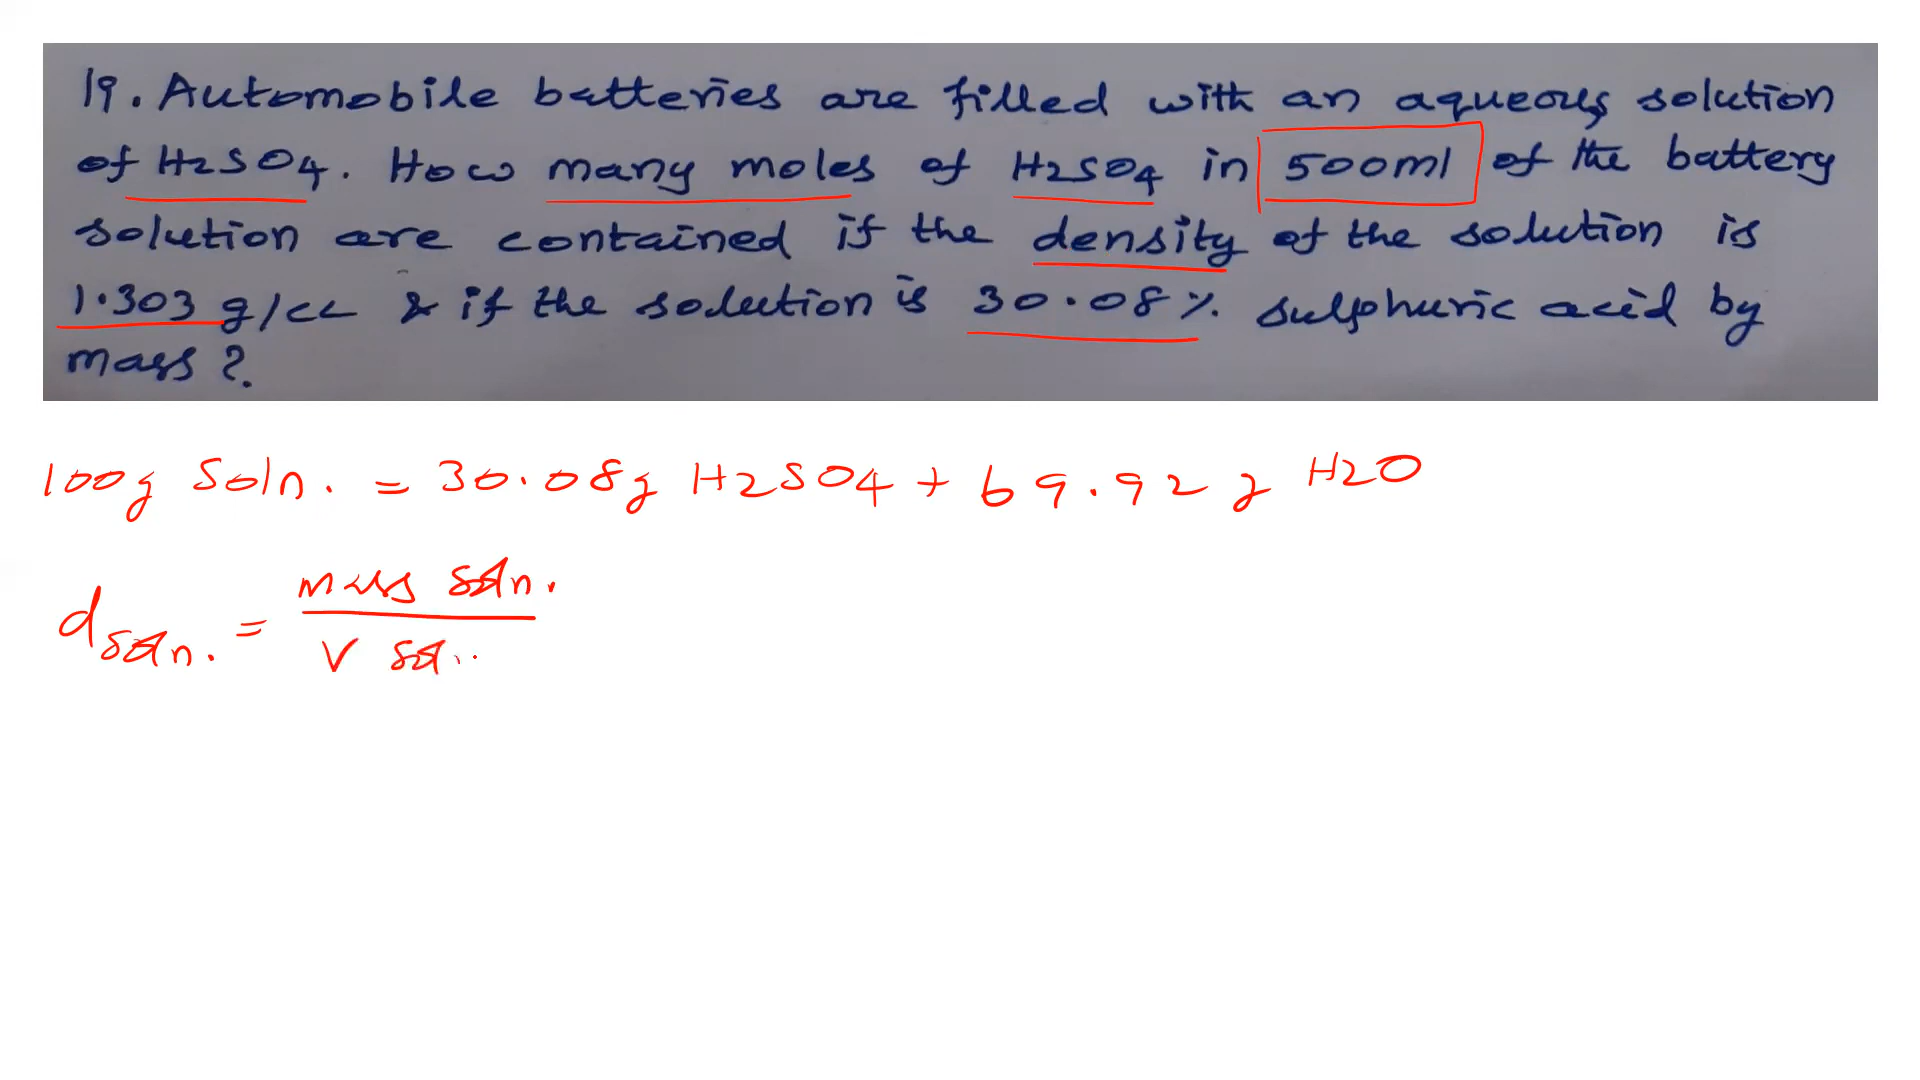 19. Automobile batteries are filled with an aqueous solution
of H2SO4. How many moles of H2SO4 in 500ml of the battery
solution are contained if the density of the solution is
1.303 g/cc & if the solution is 30.08% sulphuric acid by
mass?
100g soln. = 30.08g H2SO4 + 69.92 g H2O
d soln. = mass soln. / V soln.